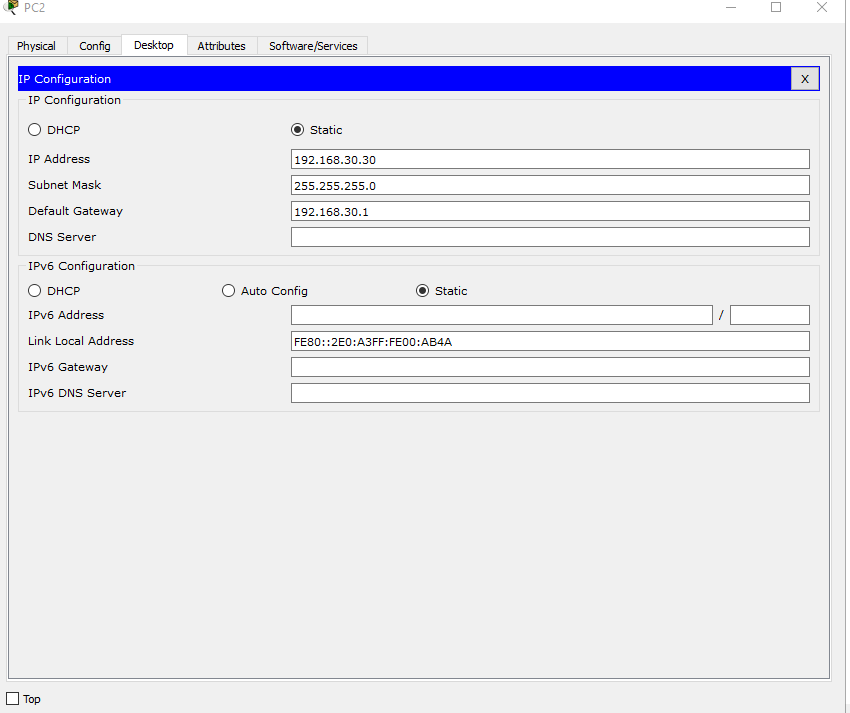 PC2
Physical Config Desktop Attributes Software/Services
IP Configuration X
IP Configuration
DHCP Static
IP Address 192.168.30.30
Subnet Mask 255.255.255.0
Default Gateway 192.168.30.1
DNS Server
IPv6 Configuration
DHCP Auto Config Static
IPv6 Address /
Link Local Address FE80::2E0:A3FF:FE00:AB4A
IPv6 Gateway
IPv6 DNS Server
Top